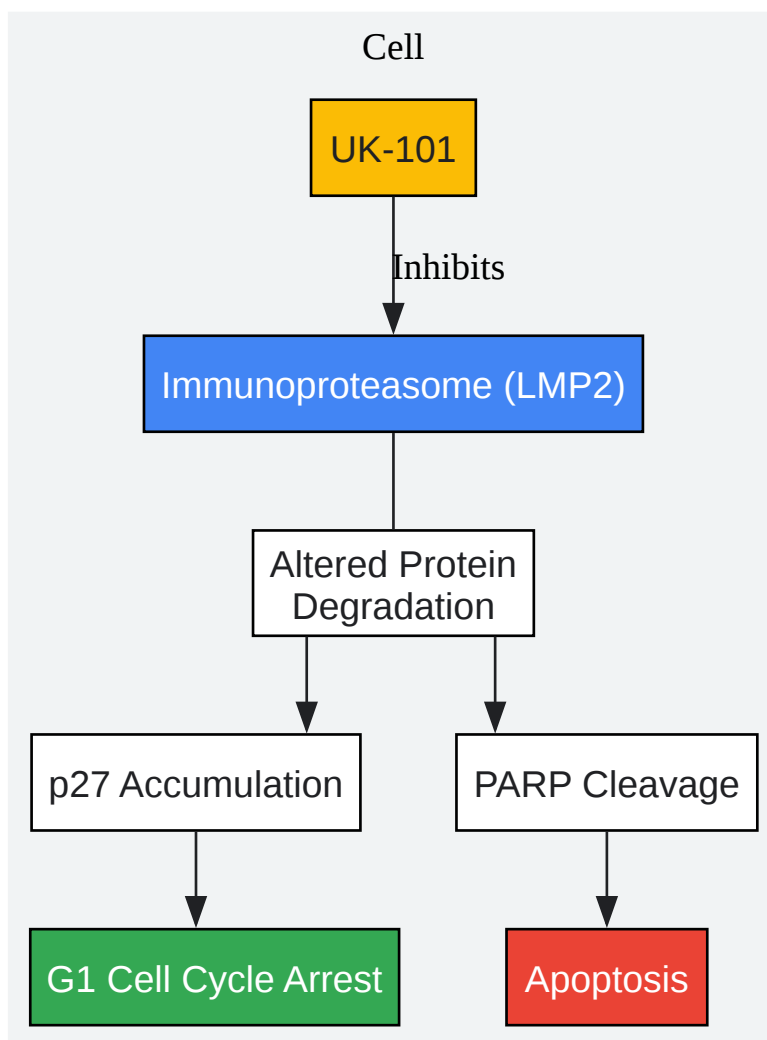 Cell
UK-101
Inhibits
Immunoproteasome (LMP2)
Altered Protein
Degradation
p27 Accumulation
PARP Cleavage
G1 Cell Cycle Arrest
Apoptosis